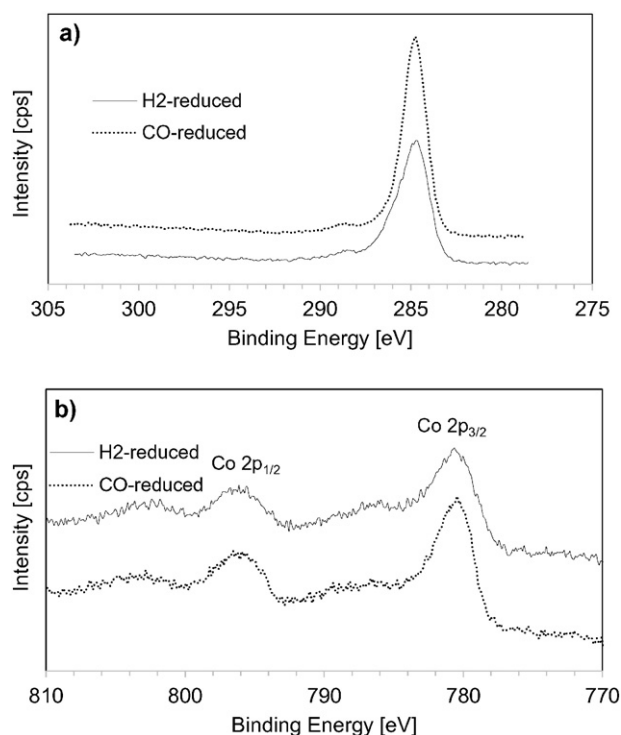 a)
H2-reduced
CO-reduced
Intensity [cps]
305 300 295 290 285 280 275
Binding Energy [eV]
b)
H2-reduced
CO-reduced
Co 2p1/2
Co 2p3/2
Intensity [cps]
810 800 790 780 770
Binding Energy [eV]